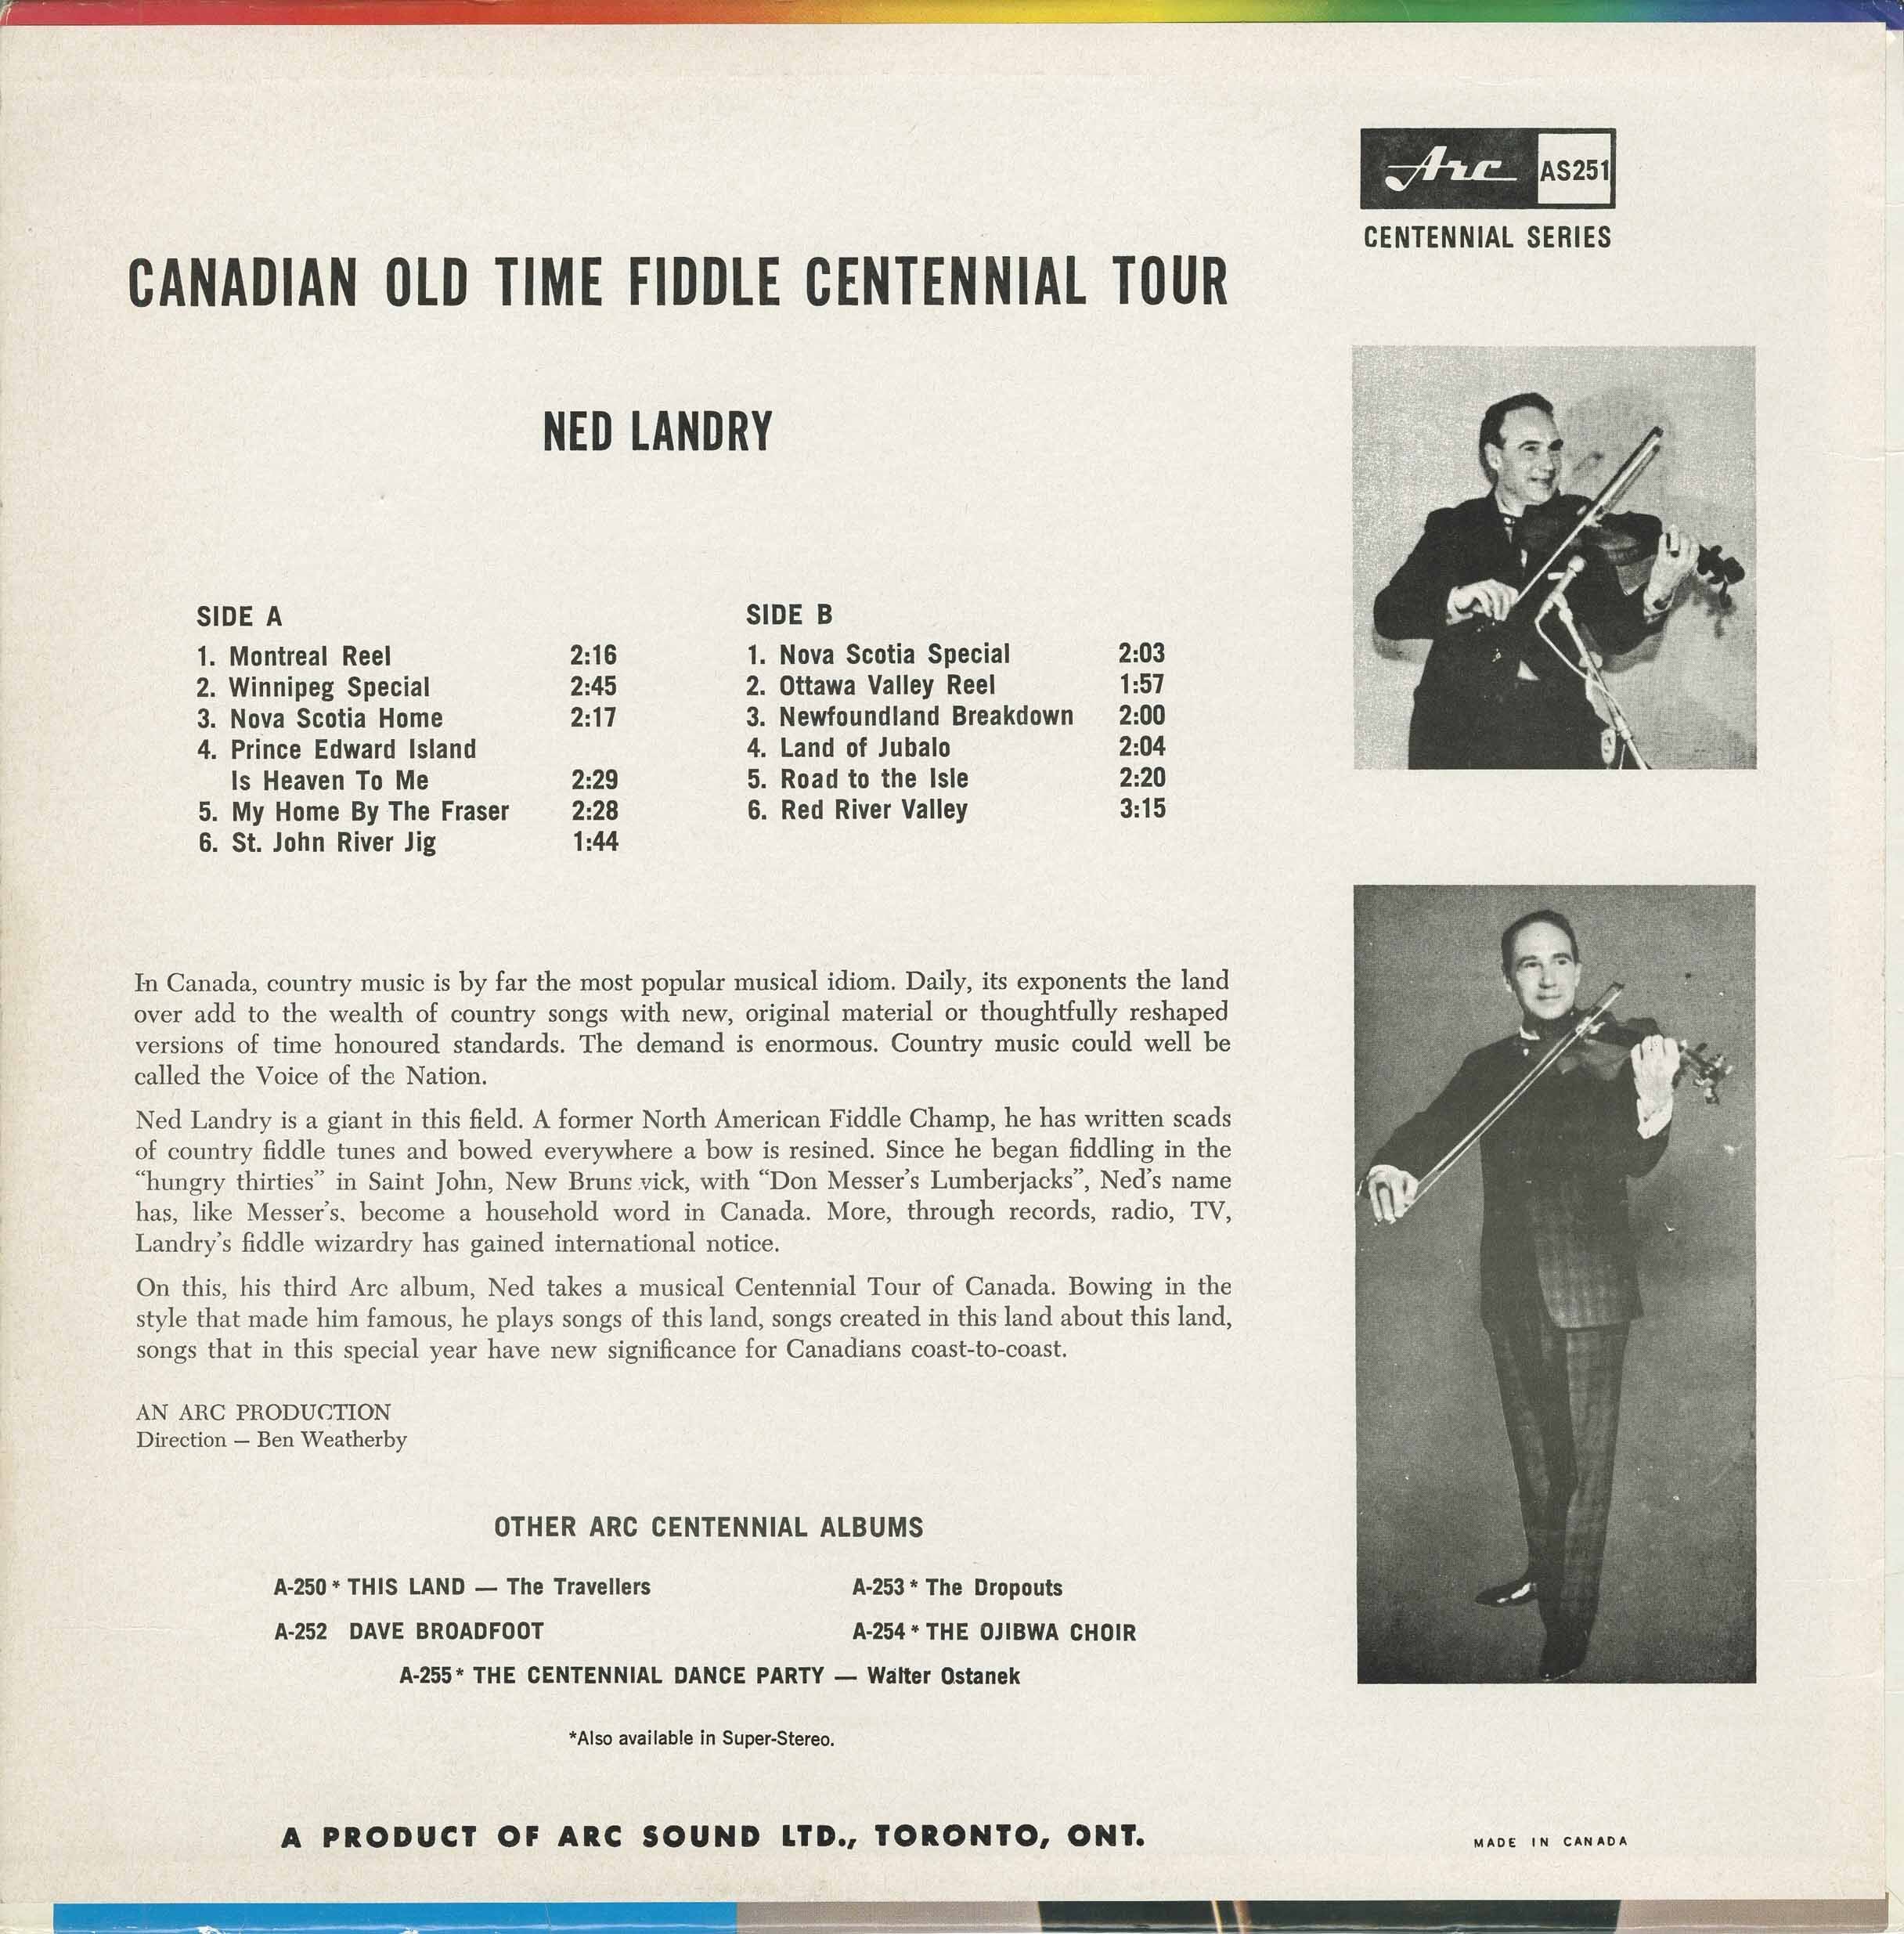 Arc AS251
CENTENNIAL SERIES
CANADIAN OLD TIME FIDDLE CENTENNIAL TOUR
NED LANDRY
SIDE A
1. Montreal Reel 2:16
2. Winnipeg Special 2:45
3. Nova Scotia Home 2:17
4. Prince Edward Island
Is Heaven To Me 2:29
5. My Home By The Fraser 2:28
6. St. John River Jig 1:44
SIDE B
1. Nova Scotia Special 2:03
2. Ottawa Valley Reel 1:57
3. Newfoundland Breakdown 2:00
4. Land of Jubalo 2:04
5. Road to the Isle 2:20
6. Red River Valley 3:15
In Canada, country music is by far the most popular musical idiom. Daily, its exponents the land
over add to the wealth of country songs with new, original material or thoughtfully reshaped
versions of time honoured standards. The demand is enormous. Country music could well be
called the Voice of the Nation.
Ned Landry is a giant in this field. A former North American Fiddle Champ, he has written scads
of country fiddle tunes and bowed everywhere a bow is resined. Since he began fiddling in the
“hungry thirties” in Saint John, New Brunswick, with “Don Messer’s Lumberjacks”, Ned’s name
has, like Messer’s, become a household word in Canada. More, through records, radio, TV,
Landry’s fiddle wizardry has gained international notice.
On this, his third Arc album, Ned takes a musical Centennial Tour of Canada. Bowing in the
style that made him famous, he plays songs of this land, songs created in this land about this land,
songs that in this special year have new significance for Canadians coast-to-coast.
AN ARC PRODUCTION
Direction — Ben Weatherby
OTHER ARC CENTENNIAL ALBUMS
A-250 * THIS LAND — The Travellers
A-253 * The Dropouts
A-252 DAVE BROADFOOT
A-254 * THE OJIBWA CHOIR
A-255* THE CENTENNIAL DANCE PARTY — Walter Ostanek
*Also available in Super-Stereo.
A PRODUCT OF ARC SOUND LTD., TORONTO, ONT.
MADE IN CANADA